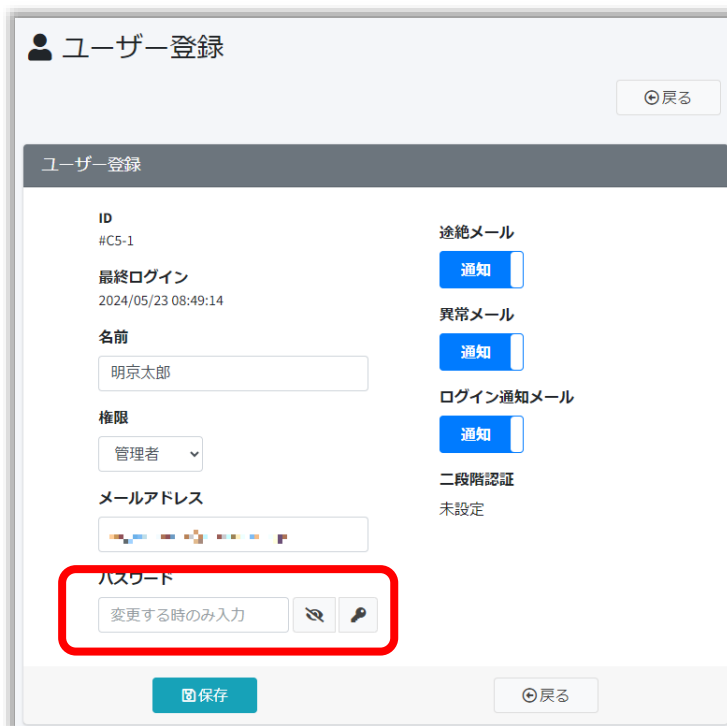 ユーザー登録
戻る
ユーザー登録
ID
#C5-1
最終ログイン
2024/05/23 08:49:14
名前
明京太郎
権限
管理者
メールアドレス
パスワード
変更する時のみ入力
途絶メール
通知
異常メール
通知
ログイン通知メール
通知
二段階認証
未設定
保存
戻る